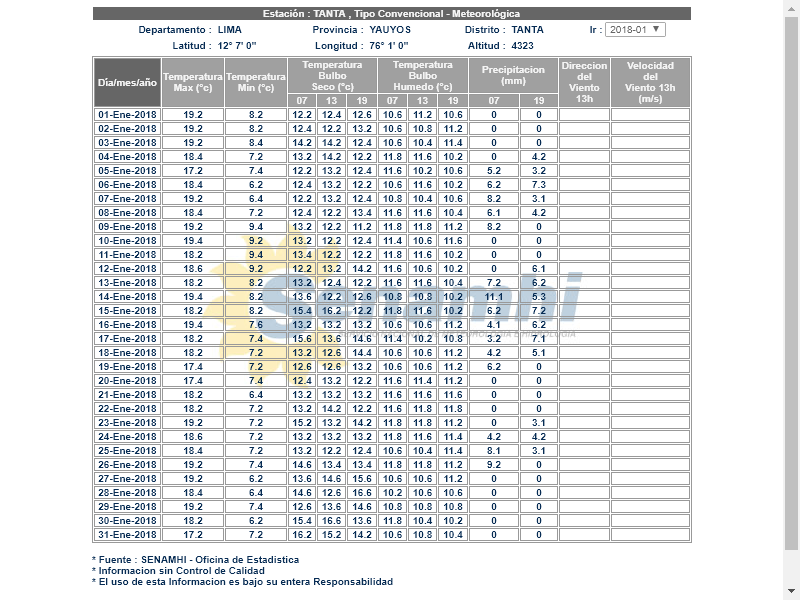 Estación : TANTA , Tipo Convencional - Meteorológica
Departamento : LIMA Provincia : YAUYOS Distrito : TANTA Ir : 2018-01
Latitud : 12° 7' 0'' Longitud : 76° 1' 0'' Altitud : 4323
Día/mes/año Temperatura Max (°c) Temperatura Min (°c) Temperatura Bulbo Seco (°c) Temperatura Bulbo Humedo (°c) Precipitacion (mm) Direccion del Viento 13h Velocidad del Viento 13h (m/s)
07 13 19 07 13 19 07 19
01-Ene-2018 19.2 8.2 12.2 12.4 12.6 10.6 11.2 10.6 0 0
02-Ene-2018 19.2 8.2 12.4 12.2 13.2 10.6 10.8 11.2 0 0
03-Ene-2018 19.2 8.4 14.2 14.2 12.4 10.6 10.4 11.4 0 0
04-Ene-2018 18.4 7.2 13.2 14.2 12.2 11.8 11.6 10.2 0 4.2
05-Ene-2018 17.2 7.4 12.2 12.4 12.4 11.6 10.2 10.6 5.2 3.2
06-Ene-2018 18.4 6.2 12.4 13.2 12.4 10.6 11.6 10.2 6.2 7.3
07-Ene-2018 19.2 6.4 12.4 13.2 12.2 10.8 10.4 10.6 8.2 3.1
08-Ene-2018 18.4 7.2 12.4 12.2 13.4 11.6 11.6 10.4 6.1 4.2
09-Ene-2018 19.2 9.4 13.2 12.2 11.2 11.8 11.8 11.2 8.2 0
10-Ene-2018 19.4 9.2 13.2 12.2 12.4 11.4 10.6 11.6 0 0
11-Ene-2018 18.2 9.4 13.4 12.2 12.2 11.8 11.6 10.2 0 0
12-Ene-2018 18.6 9.2 12.2 13.2 14.2 11.8 10.6 10.2 0 6.1
13-Ene-2018 18.2 8.2 13.2 12.4 12.2 11.6 11.6 10.4 7.2 6.2
14-Ene-2018 19.4 8.2 13.6 12.2 12.6 10.8 10.8 10.2 11.1 5.3
15-Ene-2018 18.2 8.2 15.4 16.2 12.2 11.8 11.6 10.2 6.2 7.2
16-Ene-2018 19.4 7.6 13.2 13.2 13.2 10.6 10.6 11.2 4.1 6.2
17-Ene-2018 18.2 7.4 15.6 13.6 14.6 11.4 10.2 10.8 3.2 7.1
18-Ene-2018 18.2 7.2 13.2 12.6 14.4 10.6 10.6 11.2 4.2 5.1
19-Ene-2018 17.4 7.2 12.6 12.6 13.2 10.6 10.6 11.2 6.2 0
20-Ene-2018 17.4 7.4 12.4 13.2 12.2 11.6 11.4 11.2 0 0
21-Ene-2018 18.2 6.4 13.2 13.2 13.2 11.6 10.6 11.2 0 0
22-Ene-2018 18.2 7.2 13.2 14.2 12.2 11.6 11.8 11.8 0 0
23-Ene-2018 19.2 7.2 15.2 13.2 14.2 11.8 11.8 11.2 0 3.1
24-Ene-2018 18.6 7.2 13.2 12.2 13.2 11.8 11.6 11.4 4.2 4.2
25-Ene-2018 18.4 7.2 13.2 13.4 12.2 10.6 10.4 11.4 8.1 3.1
26-Ene-2018 19.2 7.4 14.6 13.4 13.4 11.8 11.8 11.2 9.2 0
27-Ene-2018 19.2 6.2 13.6 14.6 15.6 10.6 10.6 11.2 0 0
28-Ene-2018 18.4 6.4 14.6 12.6 16.6 10.2 10.6 10.6 0 0
29-Ene-2018 19.2 7.4 12.6 13.6 14.6 10.8 10.8 10.8 0 0
30-Ene-2018 18.2 6.2 15.4 16.6 13.6 11.8 10.4 10.2 0 0
31-Ene-2018 17.2 7.2 16.2 15.2 14.2 10.6 10.8 10.4 0 0
Senamhi
* Fuente : SENAMHI - Oficina de Estadistica
* Informacion sin Control de Calidad
* El uso de esta Informacion es bajo su entera Responsabilidad